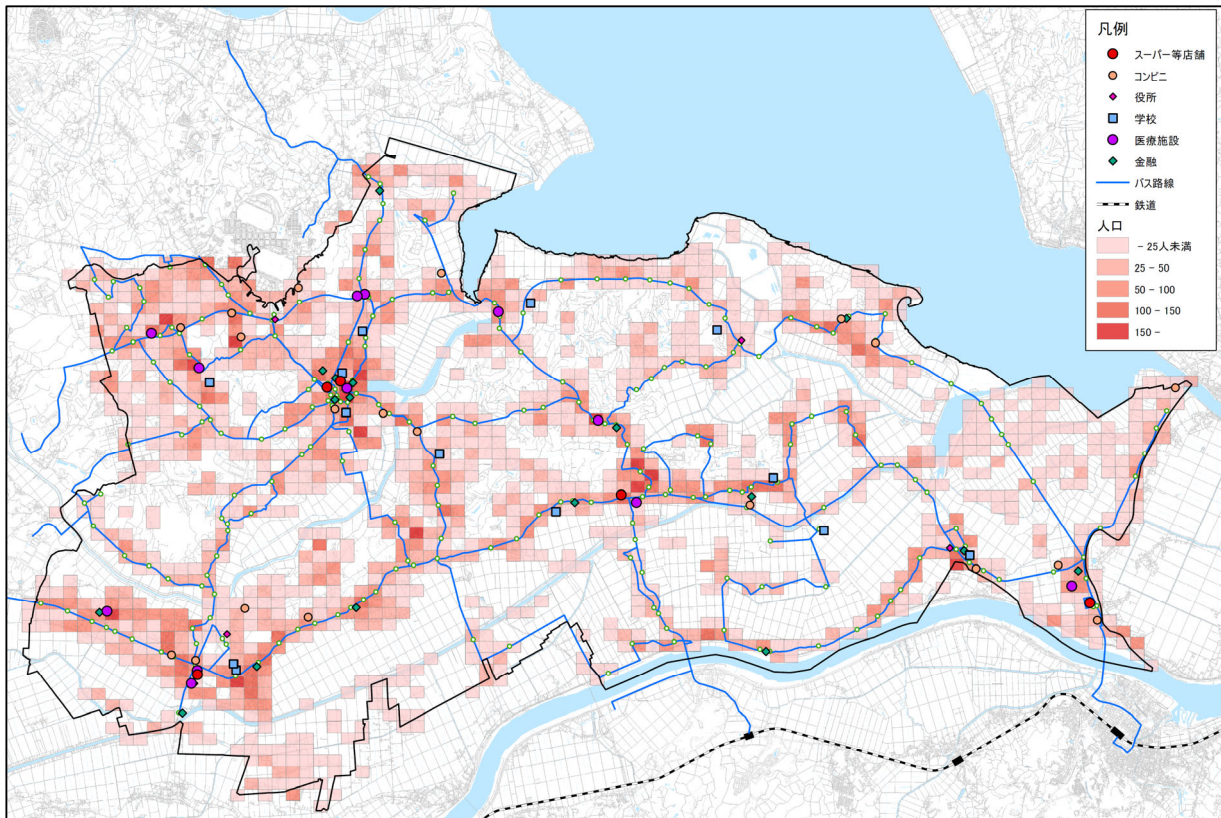 凡例
スーパー等店舗
コンビニ
役所
学校
医療施設
金融
バス路線
鉄道
人口
- 25人未満
25 - 50
50 - 100
100 - 150
150 -